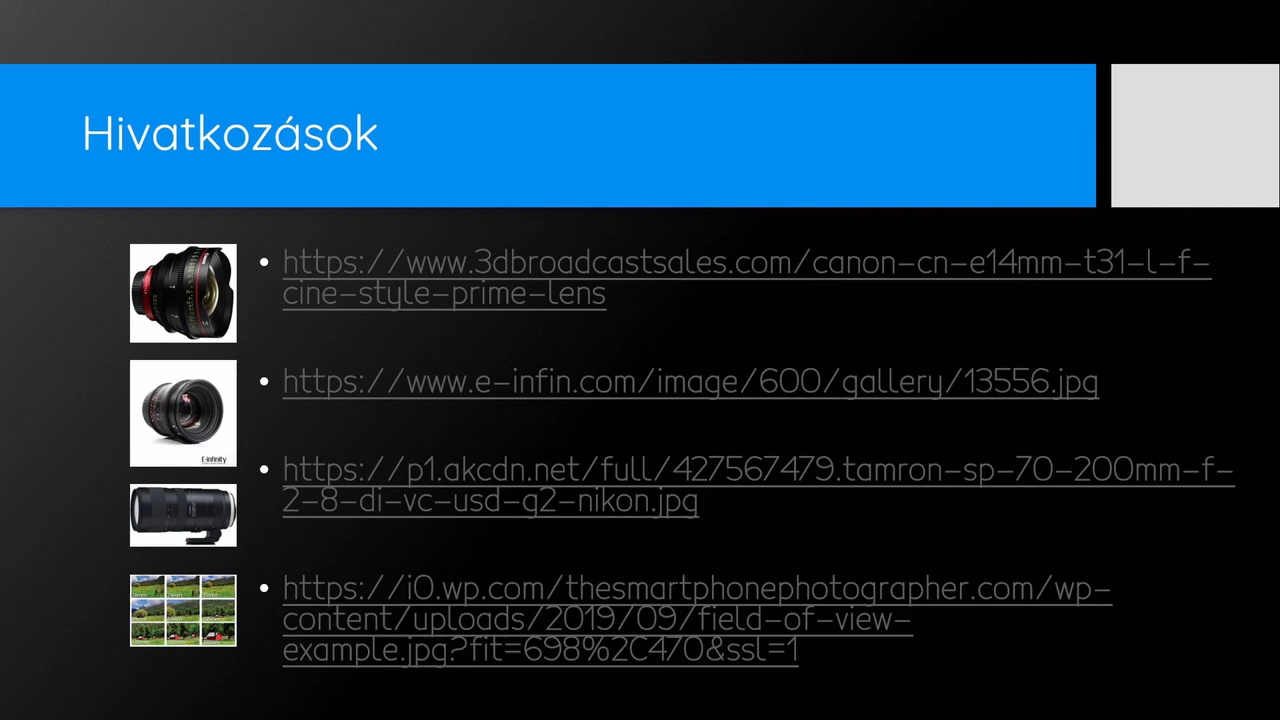 Hivatkozások
https://www.3dbroadcastsales.com/canon-cn-e14mm-t31-l-f-
cine-style-prime-lens
https://www.e-infin.com/image/600/gallery/13556.jpg
E-infinity
https://p1.akcdn.net/full/427567479.tamron-sp-70-200mm-f-
2-8-di-vc-usd-g2-nikon.jpg
https://i0.wp.com/thesmartphonephotographer.com/wp-
content/uploads/2019/09/field-of-view-
example.jpg?fit=698%2C470&ssl=1